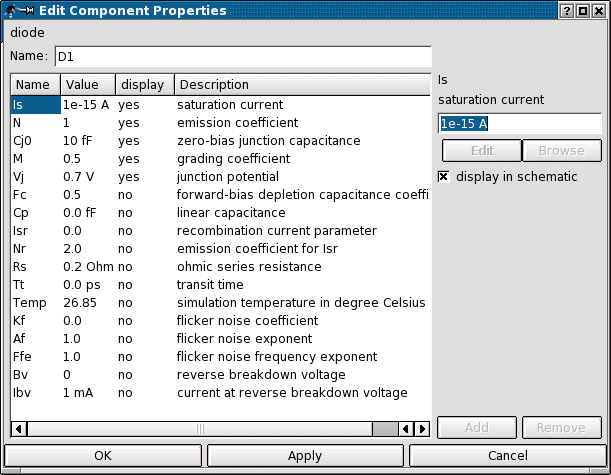 Edit Component Properties
diode
Name: D1
Name Value display Description
Is 1e-15 A yes saturation current
N 1 yes emission coefficient
Cj0 10 fF yes zero-bias junction capacitance
M 0.5 yes grading coefficient
Vj 0.7 V yes junction potential
Fc 0.5 no forward-bias depletion capacitance coeffi
Cp 0.0 fF no linear capacitance
Isr 0.0 no recombination current parameter
Nr 2.0 no emission coefficient for Isr
Rs 0.2 Ohm no ohmic series resistance
Tt 0.0 ps no transit time
Temp 26.85 no simulation temperature in degree Celsius
Kf 0.0 no flicker noise coefficient
Af 1.0 no flicker noise exponent
Ffe 1.0 no flicker noise frequency exponent
Bv 0 no reverse breakdown voltage
Ibv 1 mA no current at reverse breakdown voltage
Is
saturation current
1e-15 A
Edit Browse
display in schematic
Add Remove
OK Apply Cancel